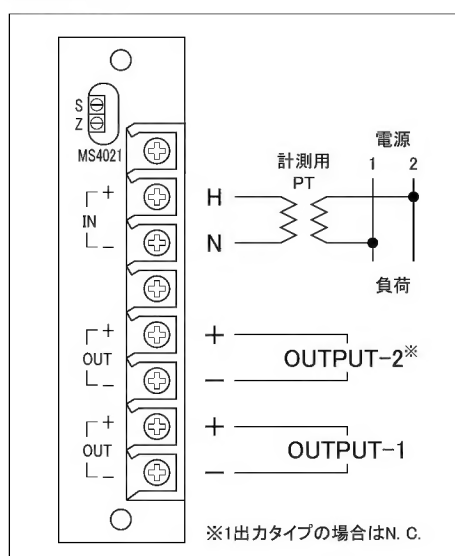 S
Z
MS4021
IN
+
−
OUT
+
−
OUT
+
−
計測用
PT
電源
1 2
H
N
負荷
+
−
OUTPUT-2※
+
−
OUTPUT-1
※1出力タイプの場合はN. C.